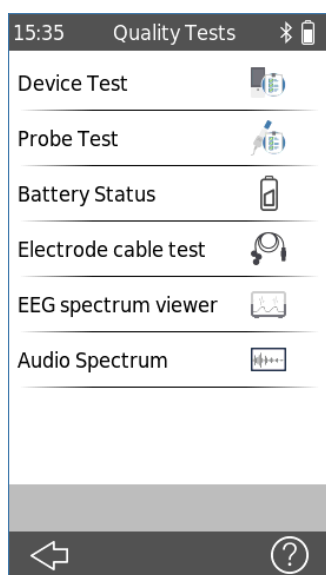 15:35 Quality Tests
Device Test
Probe Test
Battery Status
Electrode cable test
EEG spectrum viewer
Audio Spectrum
?